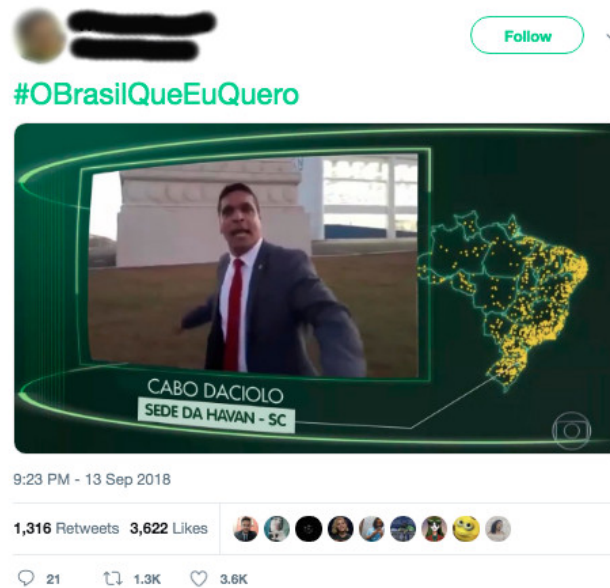 Follow
#OBrasilQueEuQuero
CABO DACIOLO
SEDE DA HAVAN - SC
9:23 PM - 13 Sep 2018
1,316 Retweets 3,622 Likes
21 1.3K 3.6K